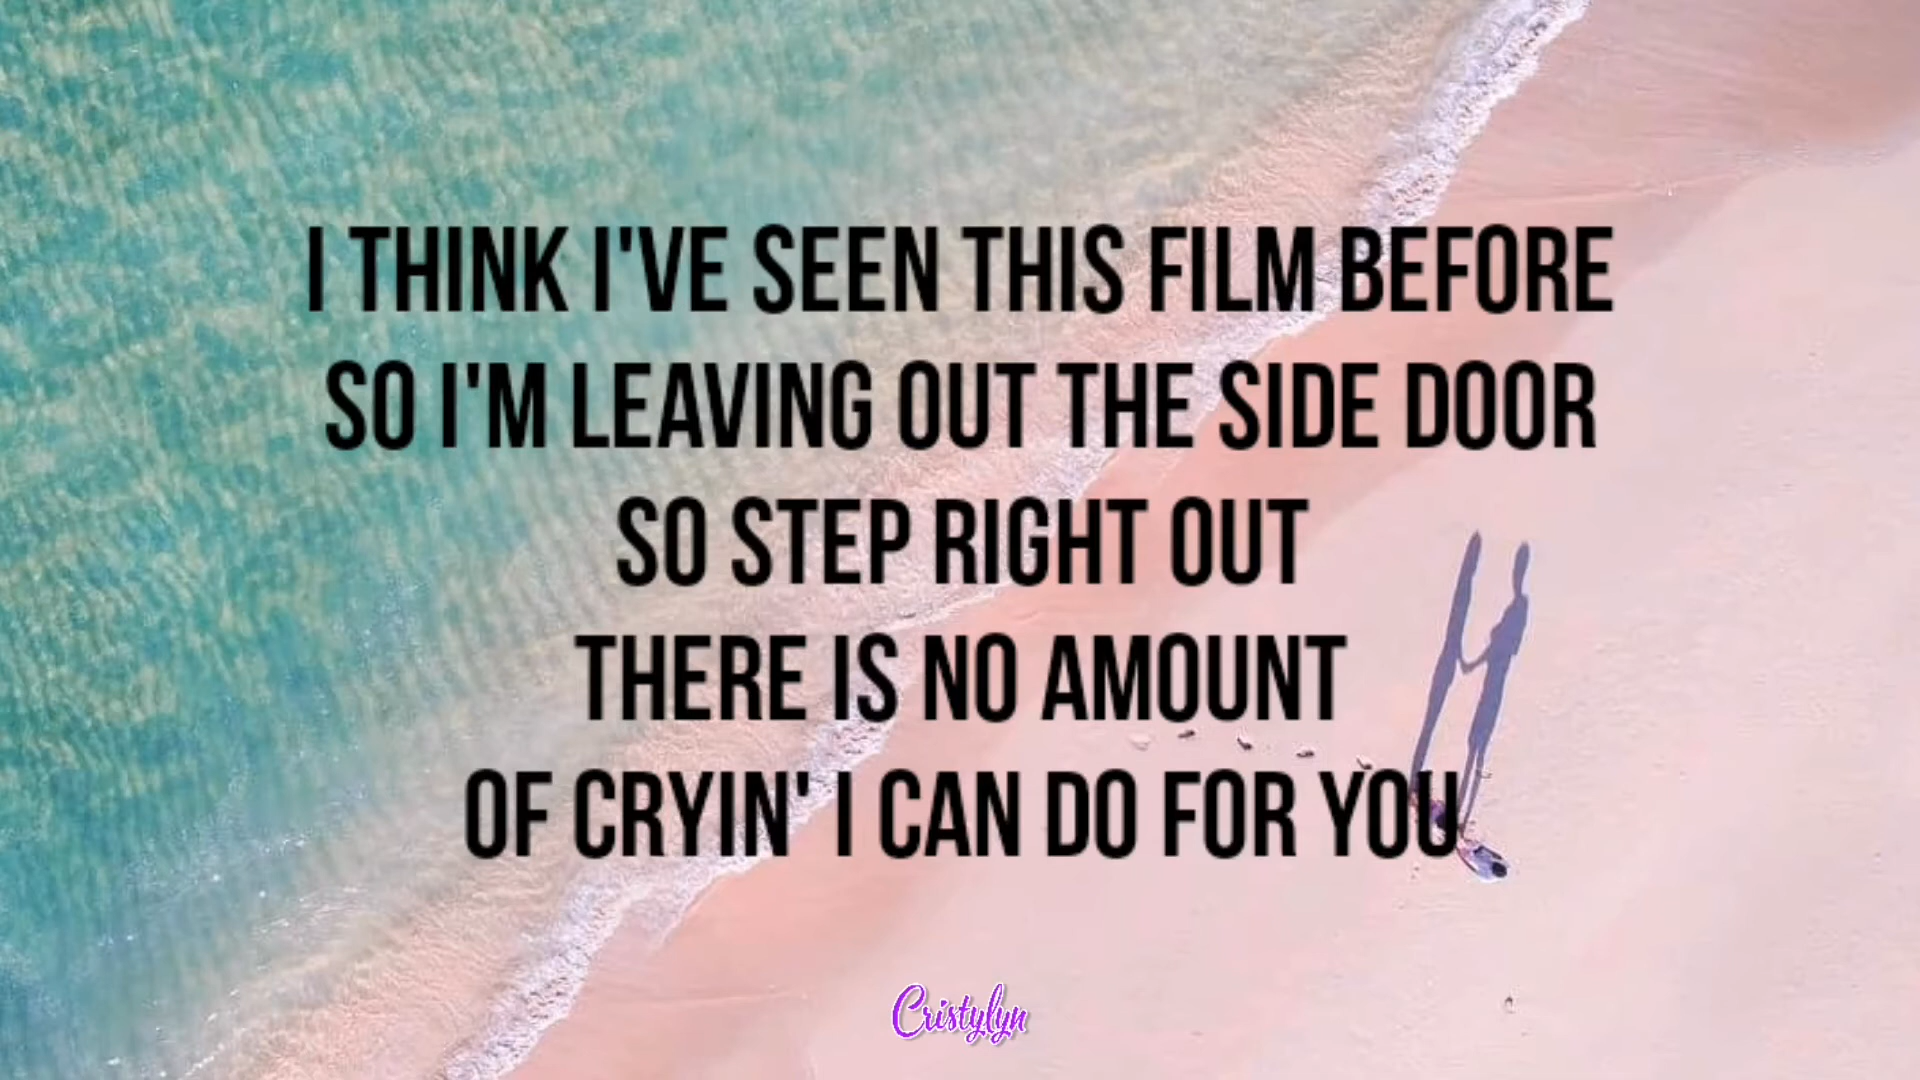 I THINK I'VE SEEN THIS FILM BEFORE
SO I'M LEAVING OUT THE SIDE DOOR
SO STEP RIGHT OUT
THERE IS NO AMOUNT
OF CRYIN' I CAN DO FOR YOU
Cristylyn